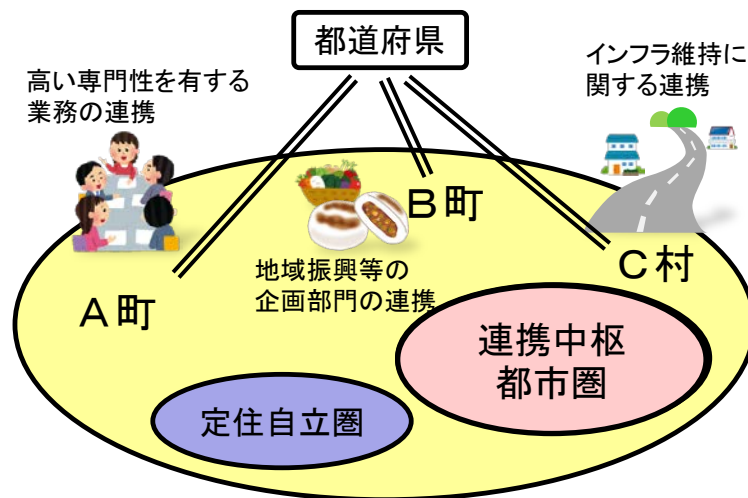 都道府県
高い専門性を有する
業務の連携
インフラ維持に
関する連携
B町
地域振興等の
企画部門の連携
C村
A町
連携中枢
都市圏
定住自立圏